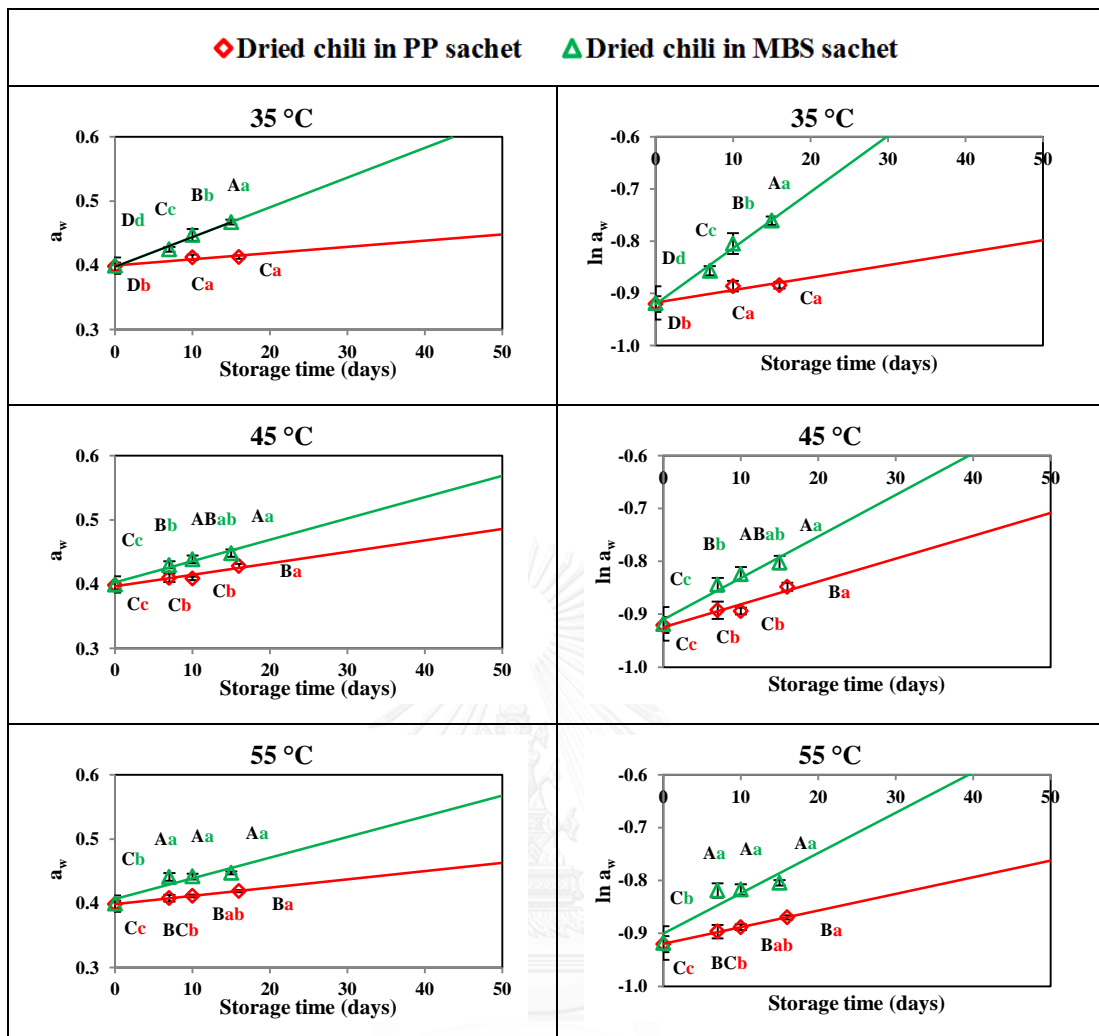 Dried chili in PP sachet Dried chili in MBS sachet
35 °C
0.6
0.5
0.4
0.3
a_w
Dd Cc Bb Aa
Db Ca Ca
0 10 20 30 40 50
Storage time (days)
35 °C
-0.6
-0.7
-0.8
-0.9
-1.0
ln a_w
0 10 20 30 40 50
Dd Cc Bb Aa
Db Ca Ca
Storage time (days)
45 °C
0.6
0.5
0.4
0.3
a_w
Cc Bb ABab Aa
Cc Cb Cb Ba
0 10 20 30 40 50
Storage time (days)
45 °C
-0.6
-0.7
-0.8
-0.9
-1.0
ln a_w
0 10 20 30 40 50
Cc Bb ABab Aa
Cc Cb Cb Ba
Storage time (days)
55 °C
0.6
0.5
0.4
0.3
a_w
Cb Aa Aa Aa
Cc BCb Bab Ba
0 10 20 30 40 50
Storage time (days)
55 °C
-0.6
-0.7
-0.8
-0.9
-1.0
ln a_w
0 10 20 30 40 50
Cb Aa Aa Aa
Cc BCb Bab Ba
Storage time (days)